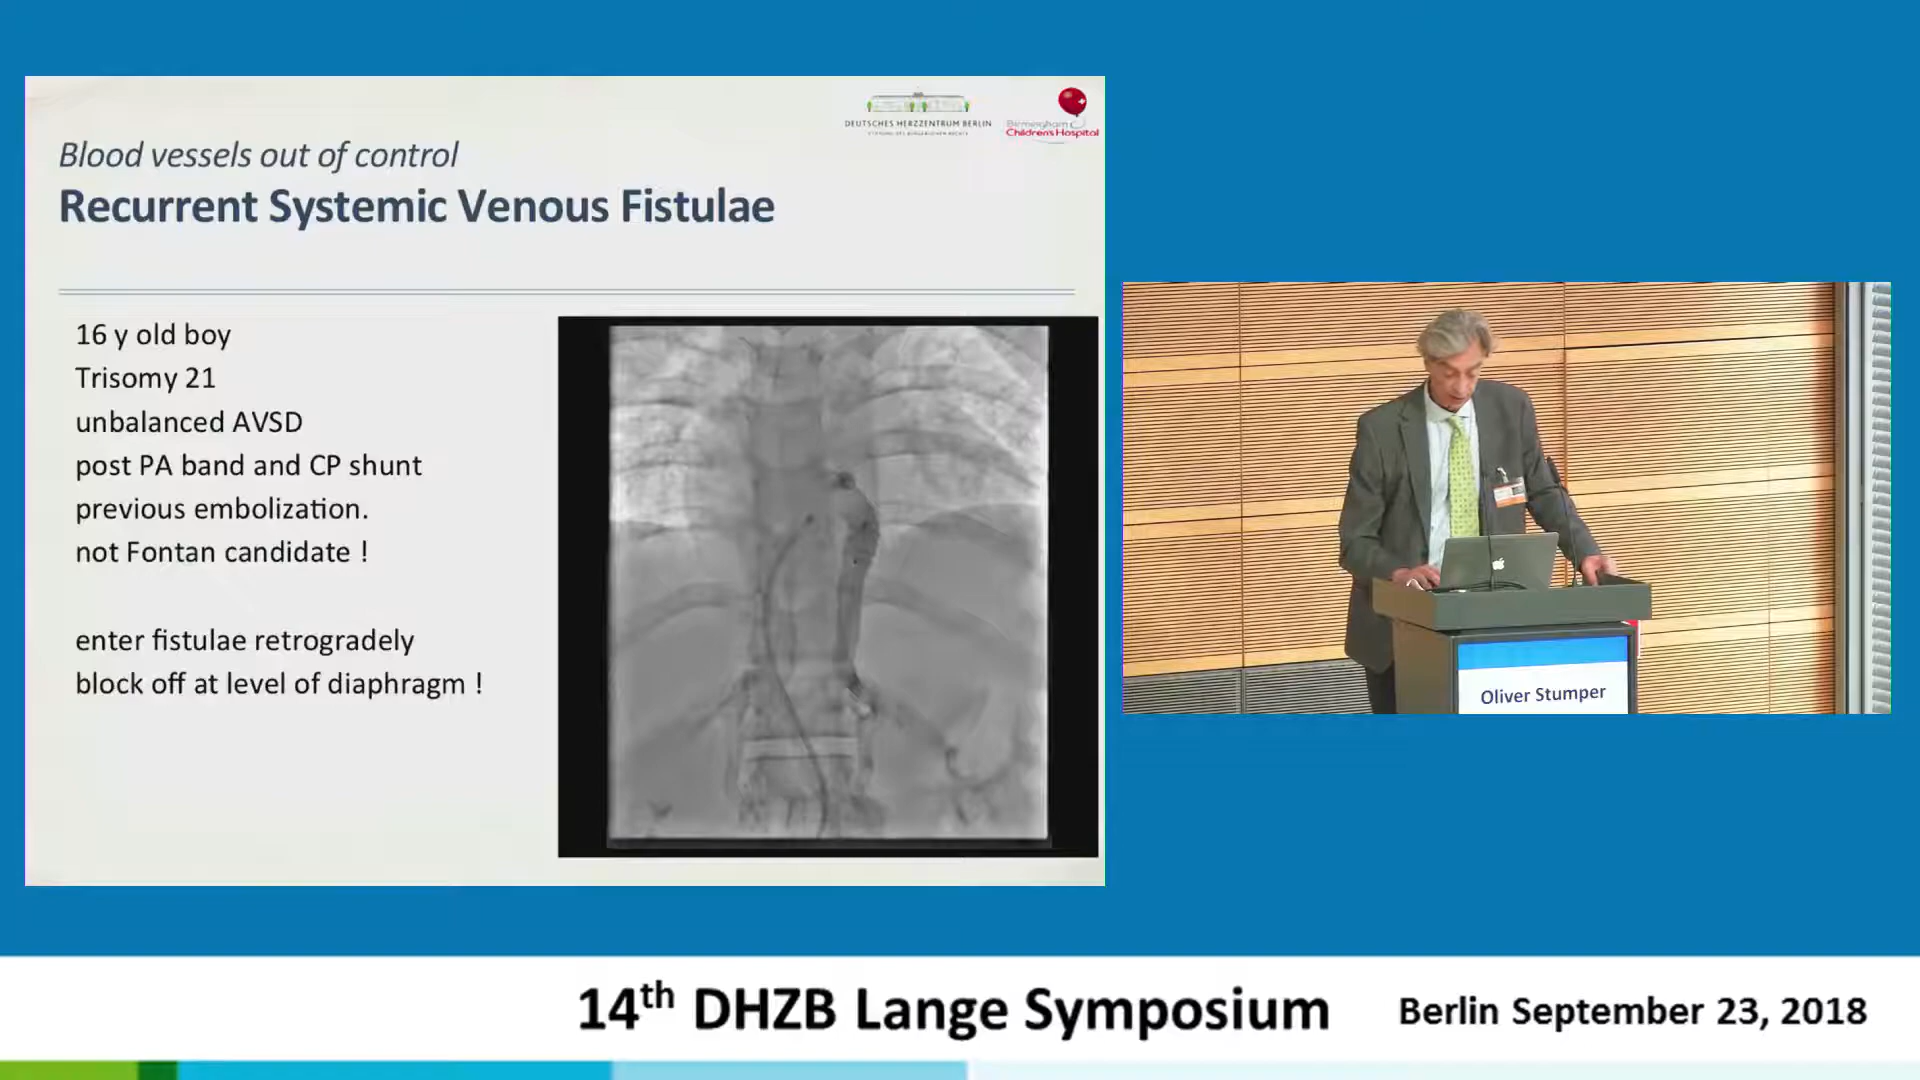 DEUTSCHES HERZZENTRUM BERLIN
Birmingham
Children's Hospital
Blood vessels out of control
Recurrent Systemic Venous Fistulae
16 y old boy
Trisomy 21
unbalanced AVSD
post PA band and CP shunt
previous embolization.
not Fontan candidate !
enter fistulae retrogradely
block off at level of diaphragm !
Oliver Stumper
14th DHZB Lange Symposium
Berlin September 23, 2018